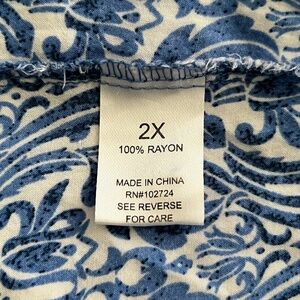 2X
100% RAYON
MADE IN CHINA
RN#102724
SEE REVERSE
FOR CARE